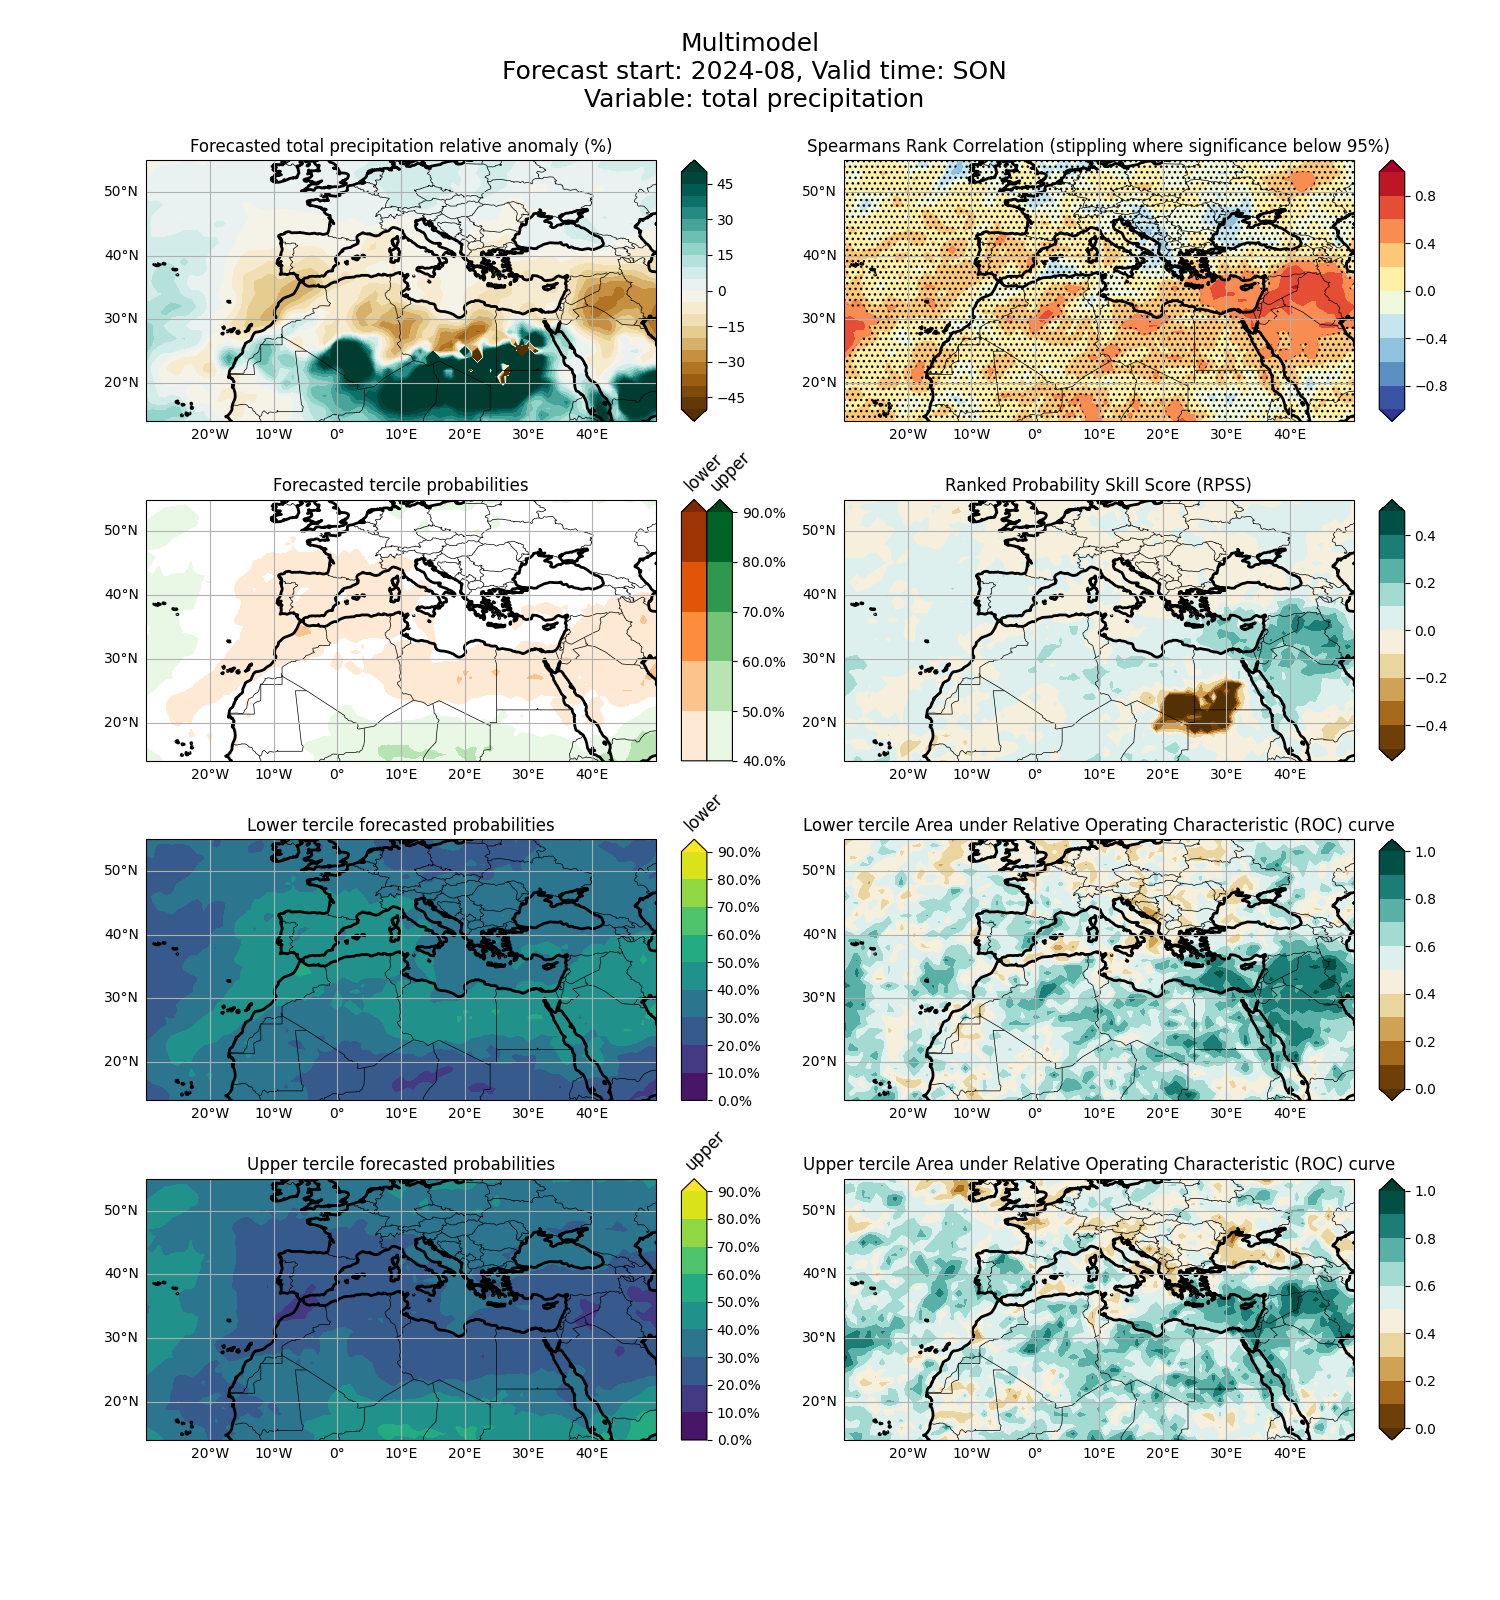 Multimodel
Forecast start: 2024-08, Valid time: SON
Variable: total precipitation
Forecasted total precipitation relative anomaly (%)
50°N
40°N
30°N
20°N
20°W 10°W 0° 10°E 20°E 30°E 40°E
45
30
15
0
−15
−30
−45
Spearmans Rank Correlation (stippling where significance below 95%)
50°N
40°N
30°N
20°N
20°W 10°W 0° 10°E 20°E 30°E 40°E
0.8
0.4
0.0
−0.4
−0.8
Forecasted tercile probabilities
50°N
40°N
30°N
20°N
20°W 10°W 0° 10°E 20°E 30°E 40°E
lower
upper
90.0%
80.0%
70.0%
60.0%
50.0%
40.0%
Ranked Probability Skill Score (RPSS)
50°N
40°N
30°N
20°N
20°W 10°W 0° 10°E 20°E 30°E 40°E
0.4
0.2
0.0
−0.2
−0.4
Lower tercile forecasted probabilities
50°N
40°N
30°N
20°N
20°W 10°W 0° 10°E 20°E 30°E 40°E
lower
90.0%
80.0%
70.0%
60.0%
50.0%
40.0%
30.0%
20.0%
10.0%
0.0%
Lower tercile Area under Relative Operating Characteristic (ROC) curve
50°N
40°N
30°N
20°N
20°W 10°W 0° 10°E 20°E 30°E 40°E
1.0
0.8
0.6
0.4
0.2
0.0
Upper tercile forecasted probabilities
50°N
40°N
30°N
20°N
20°W 10°W 0° 10°E 20°E 30°E 40°E
upper
90.0%
80.0%
70.0%
60.0%
50.0%
40.0%
30.0%
20.0%
10.0%
0.0%
Upper tercile Area under Relative Operating Characteristic (ROC) curve
50°N
40°N
30°N
20°N
20°W 10°W 0° 10°E 20°E 30°E 40°E
1.0
0.8
0.6
0.4
0.2
0.0